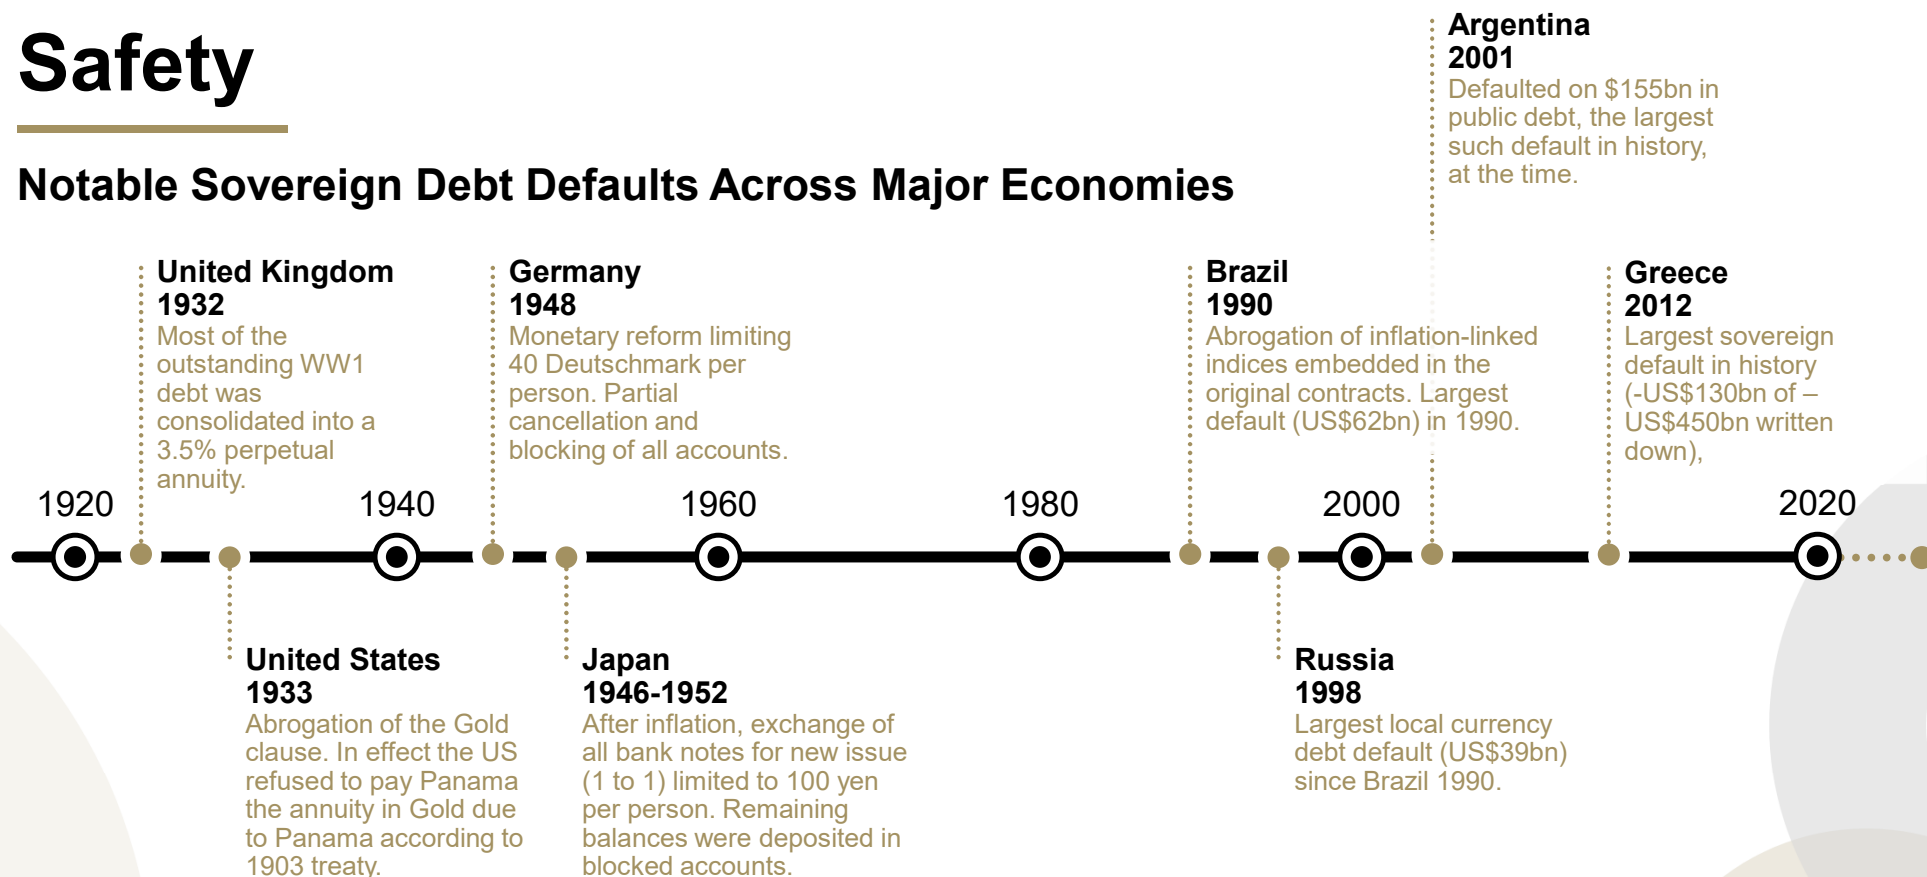 Safety
Notable Sovereign Debt Defaults Across Major Economies
Argentina
2001
Defaulted on $155bn in
public debt, the largest
such default in history,
at the time.
United Kingdom
1932
Most of the
outstanding WW1
debt was
consolidated into a
3.5% perpetual
annuity.
Germany
1948
Monetary reform limiting
40 Deutschmark per
person. Partial
cancellation and
blocking of all accounts.
Brazil
1990
Abrogation of inflation-linked
indices embedded in the
original contracts. Largest
default (US$62bn) in 1990.
Greece
2012
Largest sovereign
default in history
(-US$130bn of –
US$450bn written
down),
1920
1940
1960
1980
2000
2020
United States
1933
Abrogation of the Gold
clause. In effect the US
refused to pay Panama
the annuity in Gold due
to Panama according to
1903 treaty.
Japan
1946-1952
After inflation, exchange of
all bank notes for new issue
(1 to 1) limited to 100 yen
per person. Remaining
balances were deposited in
blocked accounts.
Russia
1998
Largest local currency
debt default (US$39bn)
since Brazil 1990.